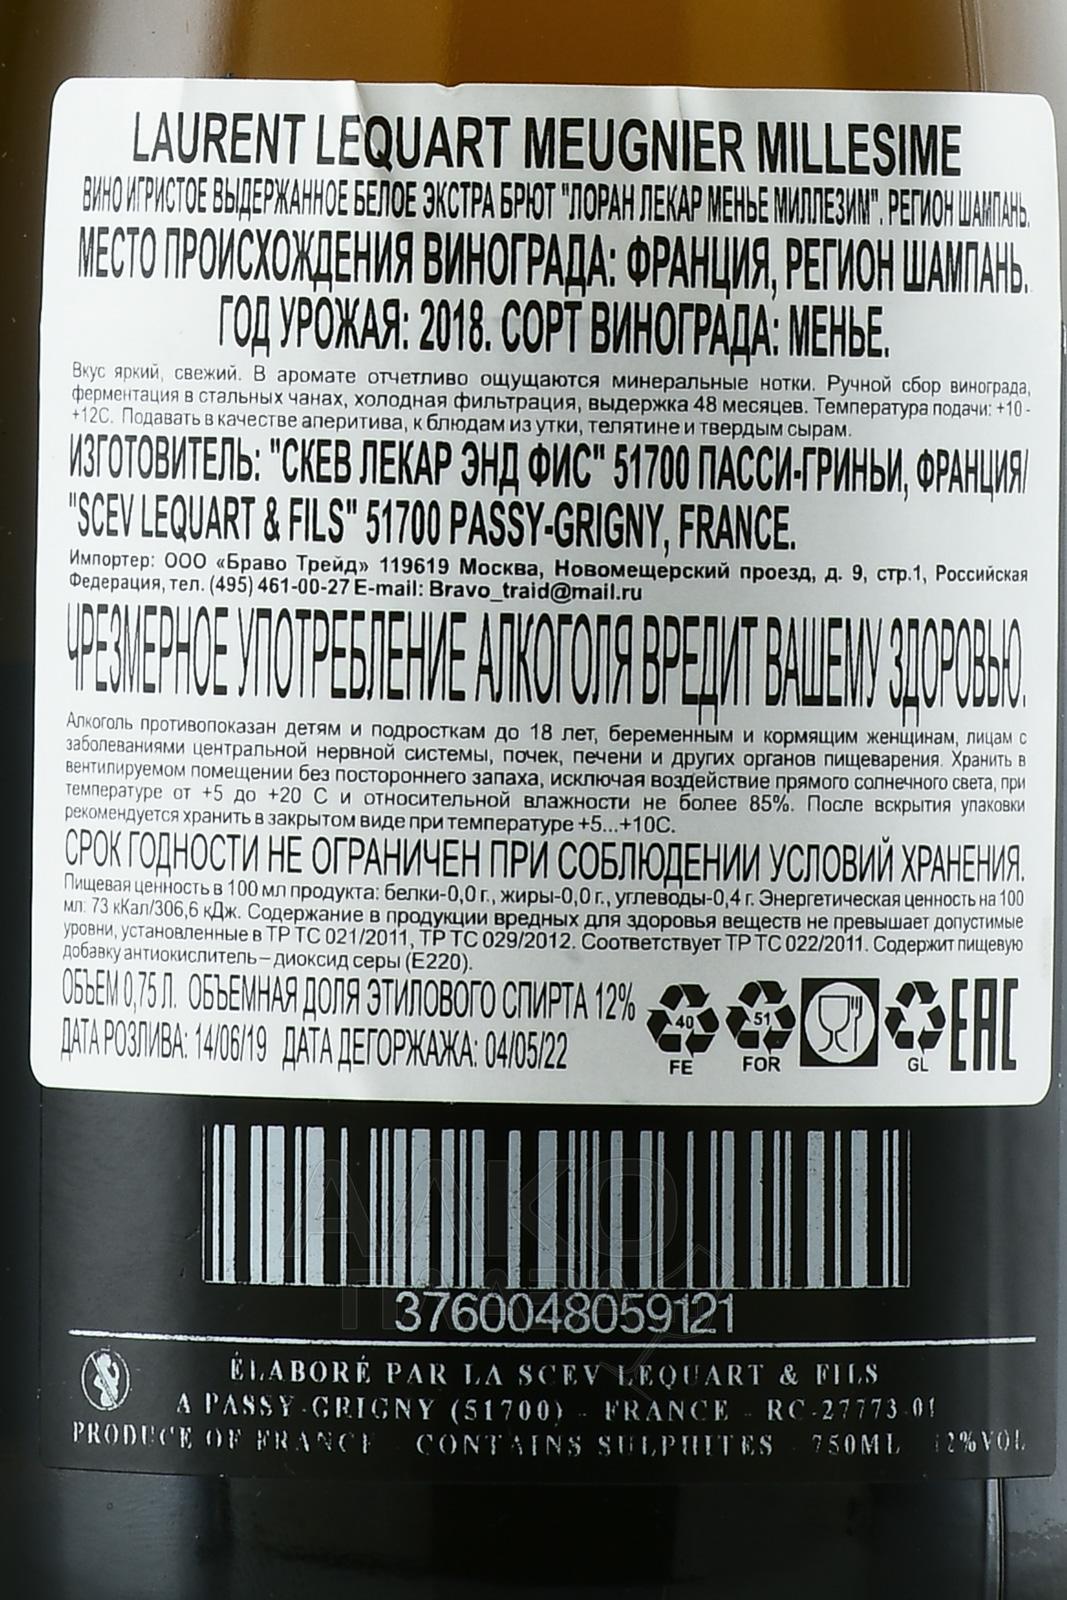 LAURENT LEQUART MEUGNIER MILLESIME
ВИНО ИГРИСТОЕ ВЫДЕРЖАННОЕ БЕЛОЕ ЭКСТРА БРЮТ "ЛОРАН ЛЕКАР МЕНЬЕ МИЛЛЕЗИМ". РЕГИОН ШАМПАНЬ.
МЕСТО ПРОИСХОЖДЕНИЯ ВИНОГРАДА: ФРАНЦИЯ, РЕГИОН ШАМПАНЬ.
ГОД УРОЖАЯ: 2018. СОРТ ВИНОГРАДА: МЕНЬЕ.
Вкус яркий, свежий. В аромате отчетливо ощущаются минеральные нотки. Ручной сбор винограда,
ферментация в стальных чанах, холодная фильтрация, выдержка 48 месяцев. Температура подачи: +10 -
+12С. Подавать в качестве аперитива, к блюдам из утки, телятине и твердым сырам.
ИЗГОТОВИТЕЛЬ: "СКЕВ ЛЕКАР ЭНД ФИС" 51700 ПАССИ-ГРИНЬИ, ФРАНЦИЯ/
"SCEV LEQUART & FILS" 51700 PASSY-GRIGNY, FRANCE.
Импортер: ООО «Браво Трейд» 119619 Москва, Новомещерский проезд, д. 9, стр.1, Российская
Федерация, тел. (495) 461-00-27 E-mail: Bravo_traid@mail.ru
ЧРЕЗМЕРНОЕ УПОТРЕБЛЕНИЕ АЛКОГОЛЯ ВРЕДИТ ВАШЕМУ ЗДОРОВЬЮ.
Алкоголь противопоказан детям и подросткам до 18 лет, беременным и кормящим женщинам, лицам с
заболеваниями центральной нервной системы, почек, печени и других органов пищеварения. Хранить в
вентилируемом помещении без постороннего запаха, исключая воздействие прямого солнечного света, при
температуре от +5 до +20 С и относительной влажности не более 85%. После вскрытия упаковки
рекомендуется хранить в закрытом виде при температуре +5...+10С.
СРОК ГОДНОСТИ НЕ ОГРАНИЧЕН ПРИ СОБЛЮДЕНИИ УСЛОВИЙ ХРАНЕНИЯ.
Пищевая ценность в 100 мл продукта: белки-0,0 г., жиры-0,0 г., углеводы-0,4 г. Энергетическая ценность на 100
мл: 73 кКал/306,6 кДж. Содержание в продукции вредных для здоровья веществ не превышает допустимые
уровни, установленные в ТР ТС 021/2011, ТР ТС 029/2012. Соответствует ТР ТС 022/2011. Содержит пищевую
добавку антиокислитель – диоксид серы (Е220).
ОБЪЕМ 0,75 Л. ОБЪЕМНАЯ ДОЛЯ ЭТИЛОВОГО СПИРТА 12%
ДАТА РОЗЛИВА: 14/06/19 ДАТА ДЕГОРЖАЖА: 04/05/22
40 51 EAC
FE FOR GL
АЛКО
ПЛАZА
3760048059121
ÉLABORÉ PAR LA SCEV LEQUART & FILS
A PASSY-GRIGNY (51700) - FRANCE - RC-27773-01
PRODUCE OF FRANCE - CONTAINS SULPHITES - 750ML 12%VOL